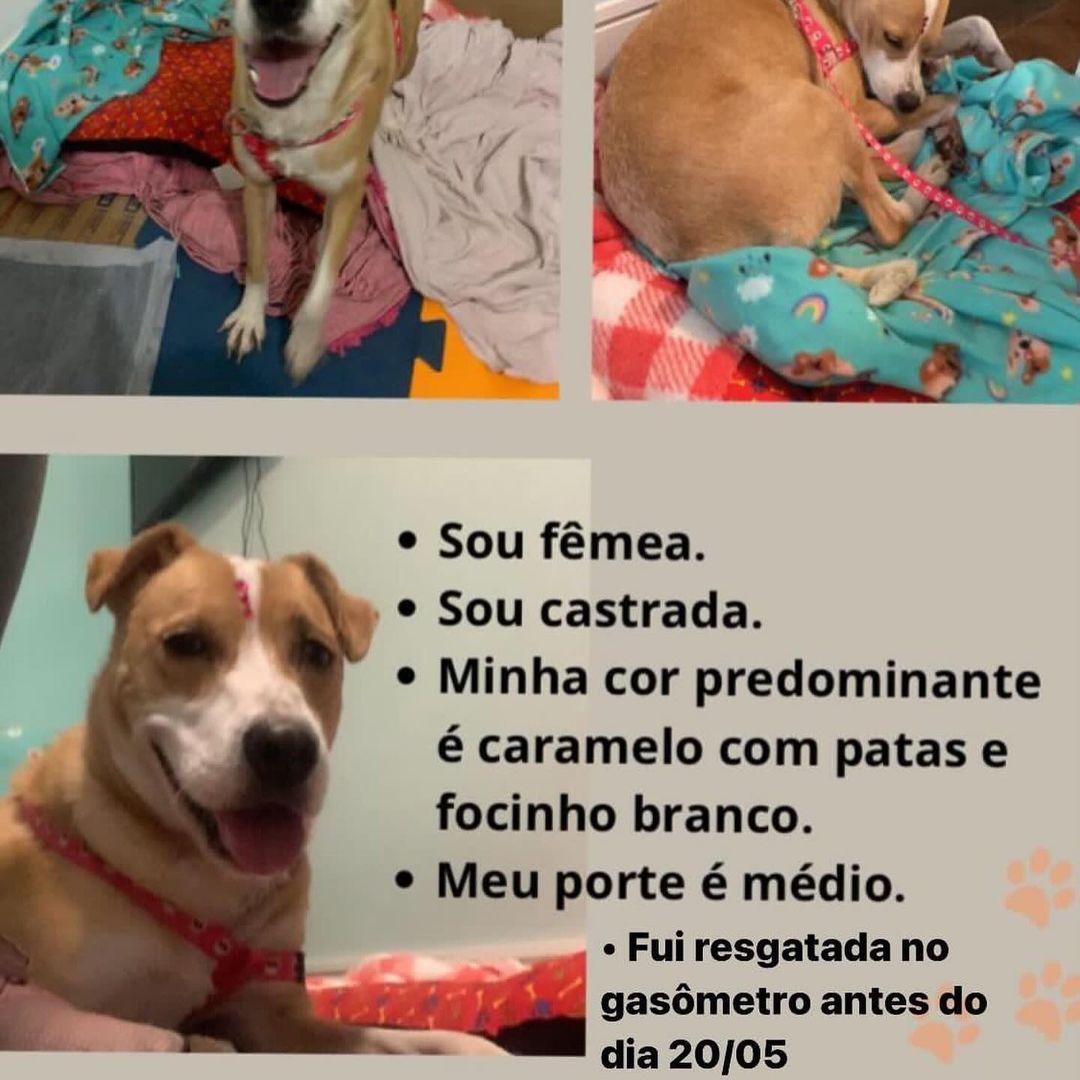 • Sou fêmea.
• Sou castrada.
• Minha cor predominante
é caramelo com patas e
focinho branco.
• Meu porte é médio.
• Fui resgatada no
gasômetro antes do
dia 20/05